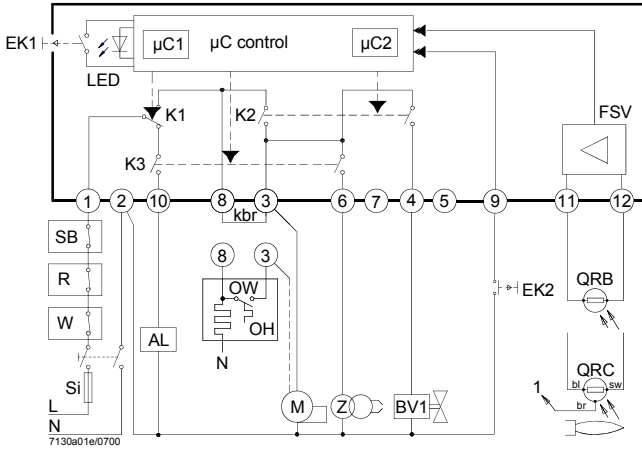 EK1
LED
µC1
µC control
µC2
K1
K2
FSV
K3
1
2
10
8
kbr
3
6
7
4
5
9
11
12
SB
R
W
Si
L
N
AL
8
3
OW
OH
N
M
Z
BV1
EK2
QRB
QRC
bl
sw
br
1
7130a01e/0700